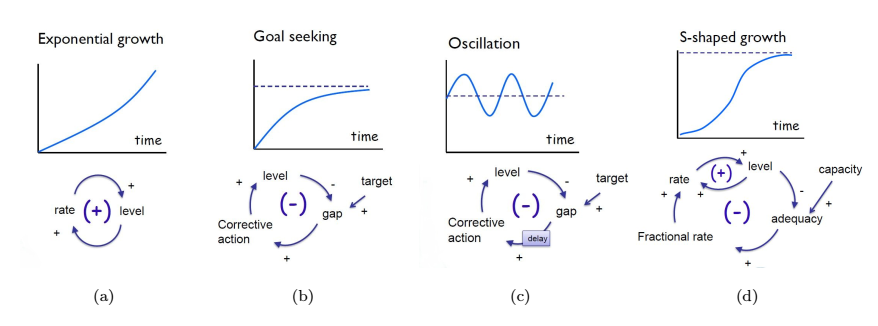 Exponential growth
time
+
rate (+) level
+
(a)
Goal seeking
time
level
+
-
target
(-)
gap
+
Corrective
action
+
(b)
Oscillation
time
level
+
-
target
(-)
gap
+
Corrective
action
delay
+
(c)
S-shaped growth
time
+
level
capacity
rate
(+)
+
+
-
+
(-)
adequacy
Fractional rate
+
(d)